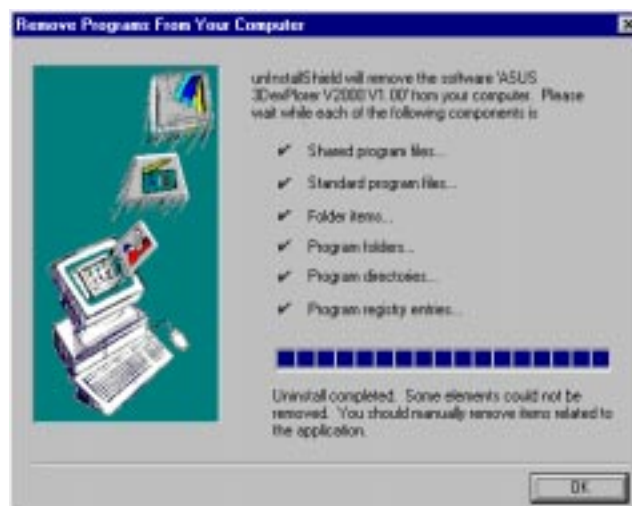 Remove Programs From Your Computer
unInstallShield will remove the software 'ASUS
3DexPlorer V2000 V1.00' from your computer. Please
wait while each of the following components is
Shared program files...
Standard program files...
Folder items...
Program folders...
Program directories...
Program registry entries...
Uninstall completed. Some elements could not be
removed. You should manually remove items related to
the application.
OK